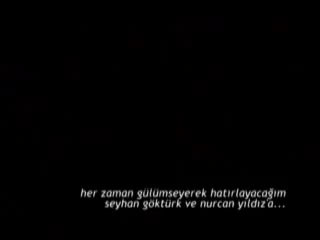 her zaman gülümseyerek hatırlayacağım
seyhan göktürk ve nurcan yıldız'a...